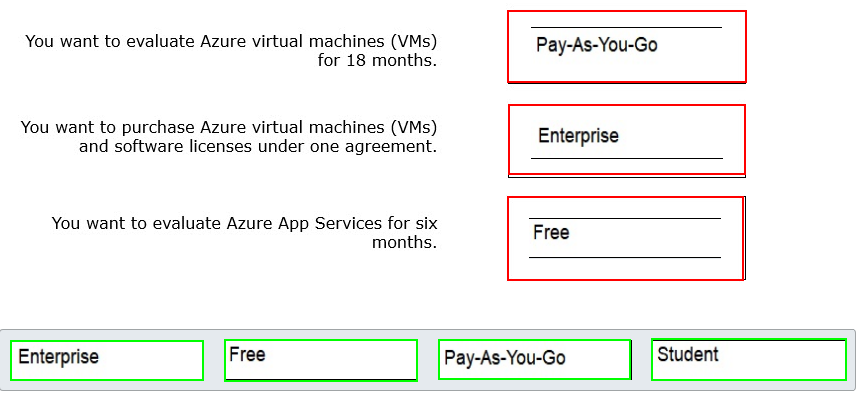 You want to evaluate Azure virtual machines (VMs)
for 18 months.
Pay-As-You-Go
You want to purchase Azure virtual machines (VMs)
and software licenses under one agreement.
Enterprise
You want to evaluate Azure App Services for six
months.
Free
Enterprise
Free
Pay-As-You-Go
Student